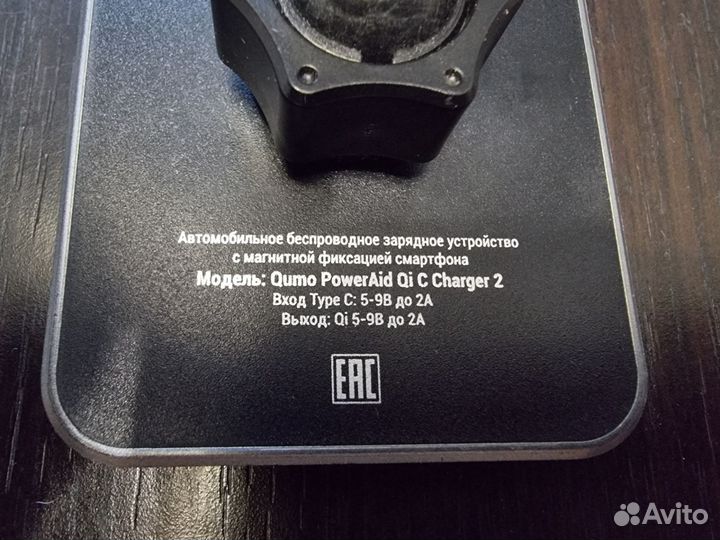 Автомобильное беспроводное зарядное устройство
с магнитной фиксацией смартфона
Модель: Qumo PowerAid Qi C Charger 2
Вход Type C: 5-9В до 2А
Выход: Qi 5-9В до 2А
EAC
Avito